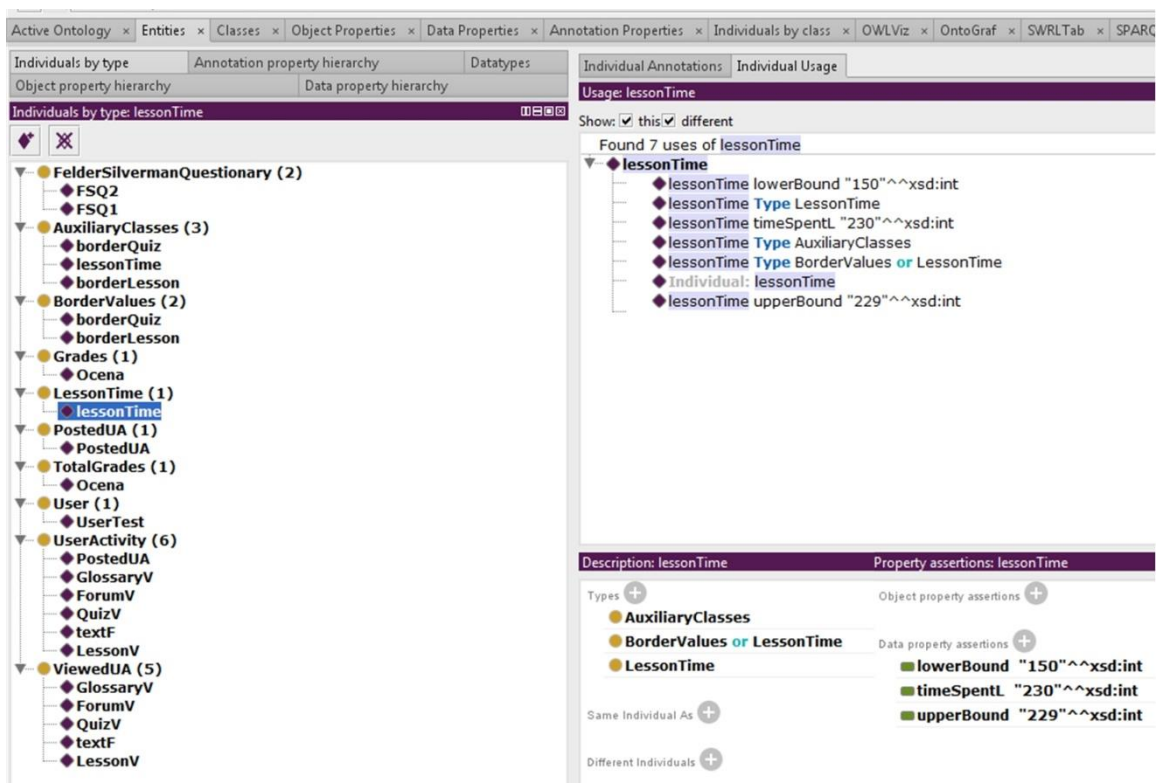 Active Ontology × Entities × Classes × Object Properties × Data Properties × Annotation Properties × Individuals by class × OWLViz × OntoGraf × SWRLTab × SPARQ
Individuals by type Annotation property hierarchy Datatypes
Object property hierarchy Data property hierarchy
Individuals by type: lessonTime
FelderSilvermanQuestionary (2)
FSQ2
FSQ1
AuxiliaryClasses (3)
borderQuiz
lessonTime
borderLesson
BorderValues (2)
borderQuiz
borderLesson
Grades (1)
Ocena
LessonTime (1)
lessonTime
PostedUA (1)
PostedUA
TotalGrades (1)
Ocena
User (1)
UserTest
UserActivity (6)
PostedUA
GlossaryV
ForumV
QuizV
textF
LessonV
ViewedUA (5)
GlossaryV
ForumV
QuizV
textF
LessonV
Individual Annotations Individual Usage
Usage: lessonTime
Show: this different
Found 7 uses of lessonTime
lessonTime
lessonTime lowerBound "150"^^xsd:int
lessonTime Type LessonTime
lessonTime timeSpentL "230"^^xsd:int
lessonTime Type AuxiliaryClasses
lessonTime Type BorderValues or LessonTime
Individual: lessonTime
lessonTime upperBound "229"^^xsd:int
Description: lessonTime
Types
AuxiliaryClasses
BorderValues or LessonTime
LessonTime
Same Individual As
Different Individuals
Property assertions: lessonTime
Object property assertions
Data property assertions
lowerBound "150"^^xsd:int
timeSpentL "230"^^xsd:int
upperBound "229"^^xsd:int